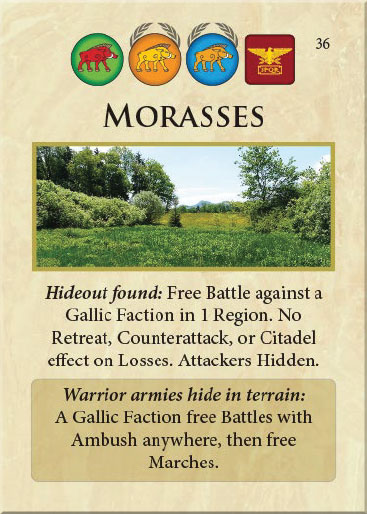 36
SPQR
MORASSES
Hideout found: Free Battle against a
Gallic Faction in 1 Region. No
Retreat, Counterattack, or Citadel
effect on Losses. Attackers Hidden.
Warrior armies hide in terrain:
A Gallic Faction free Battles with
Ambush anywhere, then free
Marches.